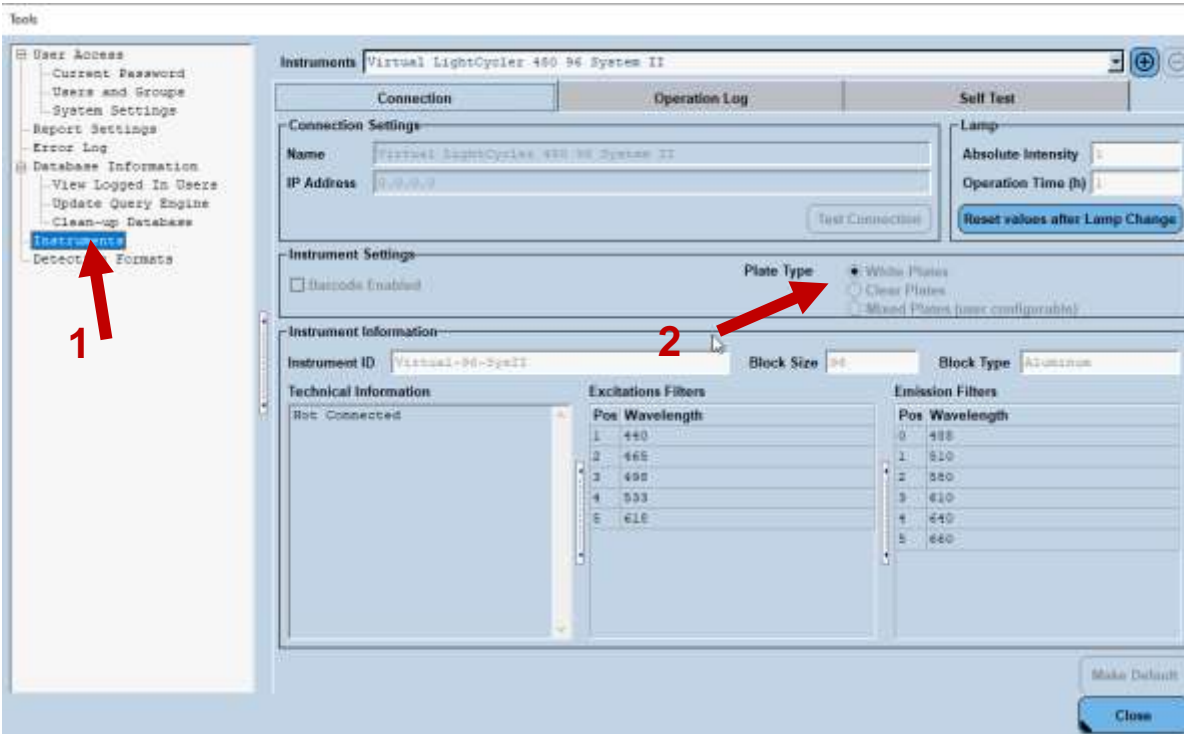 Tools
User Access
Current Password
Users and Groups
System Settings
Report Settings
Error Log
Database Information
View Logged In Users
Update Query Engine
Clean-up Database
Instruments
Detection Formats
1
Instruments Virtual LightCycler 480 96 System II
Connection Operation Log Self Test
Connection Settings
Name Virtual LightCycler 480 96 System II
IP Address 0.0.0.0
Test Connection
Lamp
Absolute Intensity 1
Operation Time (h) 1
Reset values after Lamp Change
Instrument Settings
Barcode Enabled
Plate Type White Plates
Clear Plates
Mixed Plates (user configurable)
2
Instrument Information
Instrument ID Virtual-96-SysII Block Size 96 Block Type Aluminum
Technical Information
Not Connected
Excitations Filters
Pos Wavelength
1 440
2 465
3 498
4 533
5 618
Emission Filters
Pos Wavelength
0 488
1 510
2 580
3 610
4 640
5 660
Make Default
Close